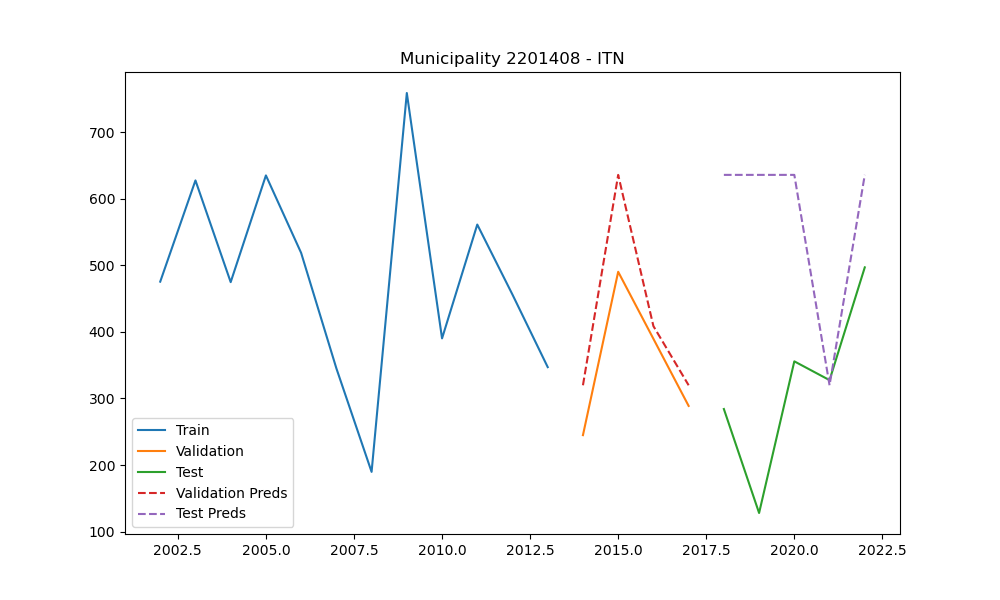 Municipality 2201408 - ITN
700
600
500
400
300
200
100
Train
Validation
Test
Validation Preds
Test Preds
2002.5 2005.0 2007.5 2010.0 2012.5 2015.0 2017.5 2020.0 2022.5